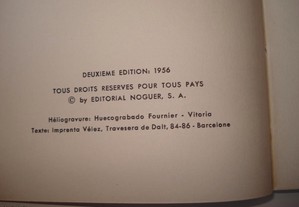 DEUXIEME EDITION: 1956
TOUS DROITS RESERVES POUR TOUS PAYS
© by EDITORIAL NOGUER, S. A.
Héliogravure: Huecograbado Fournier - Vitoria
Texte: Imprenta Vélez, Travesera de Dalt, 84-86 - Barcelone